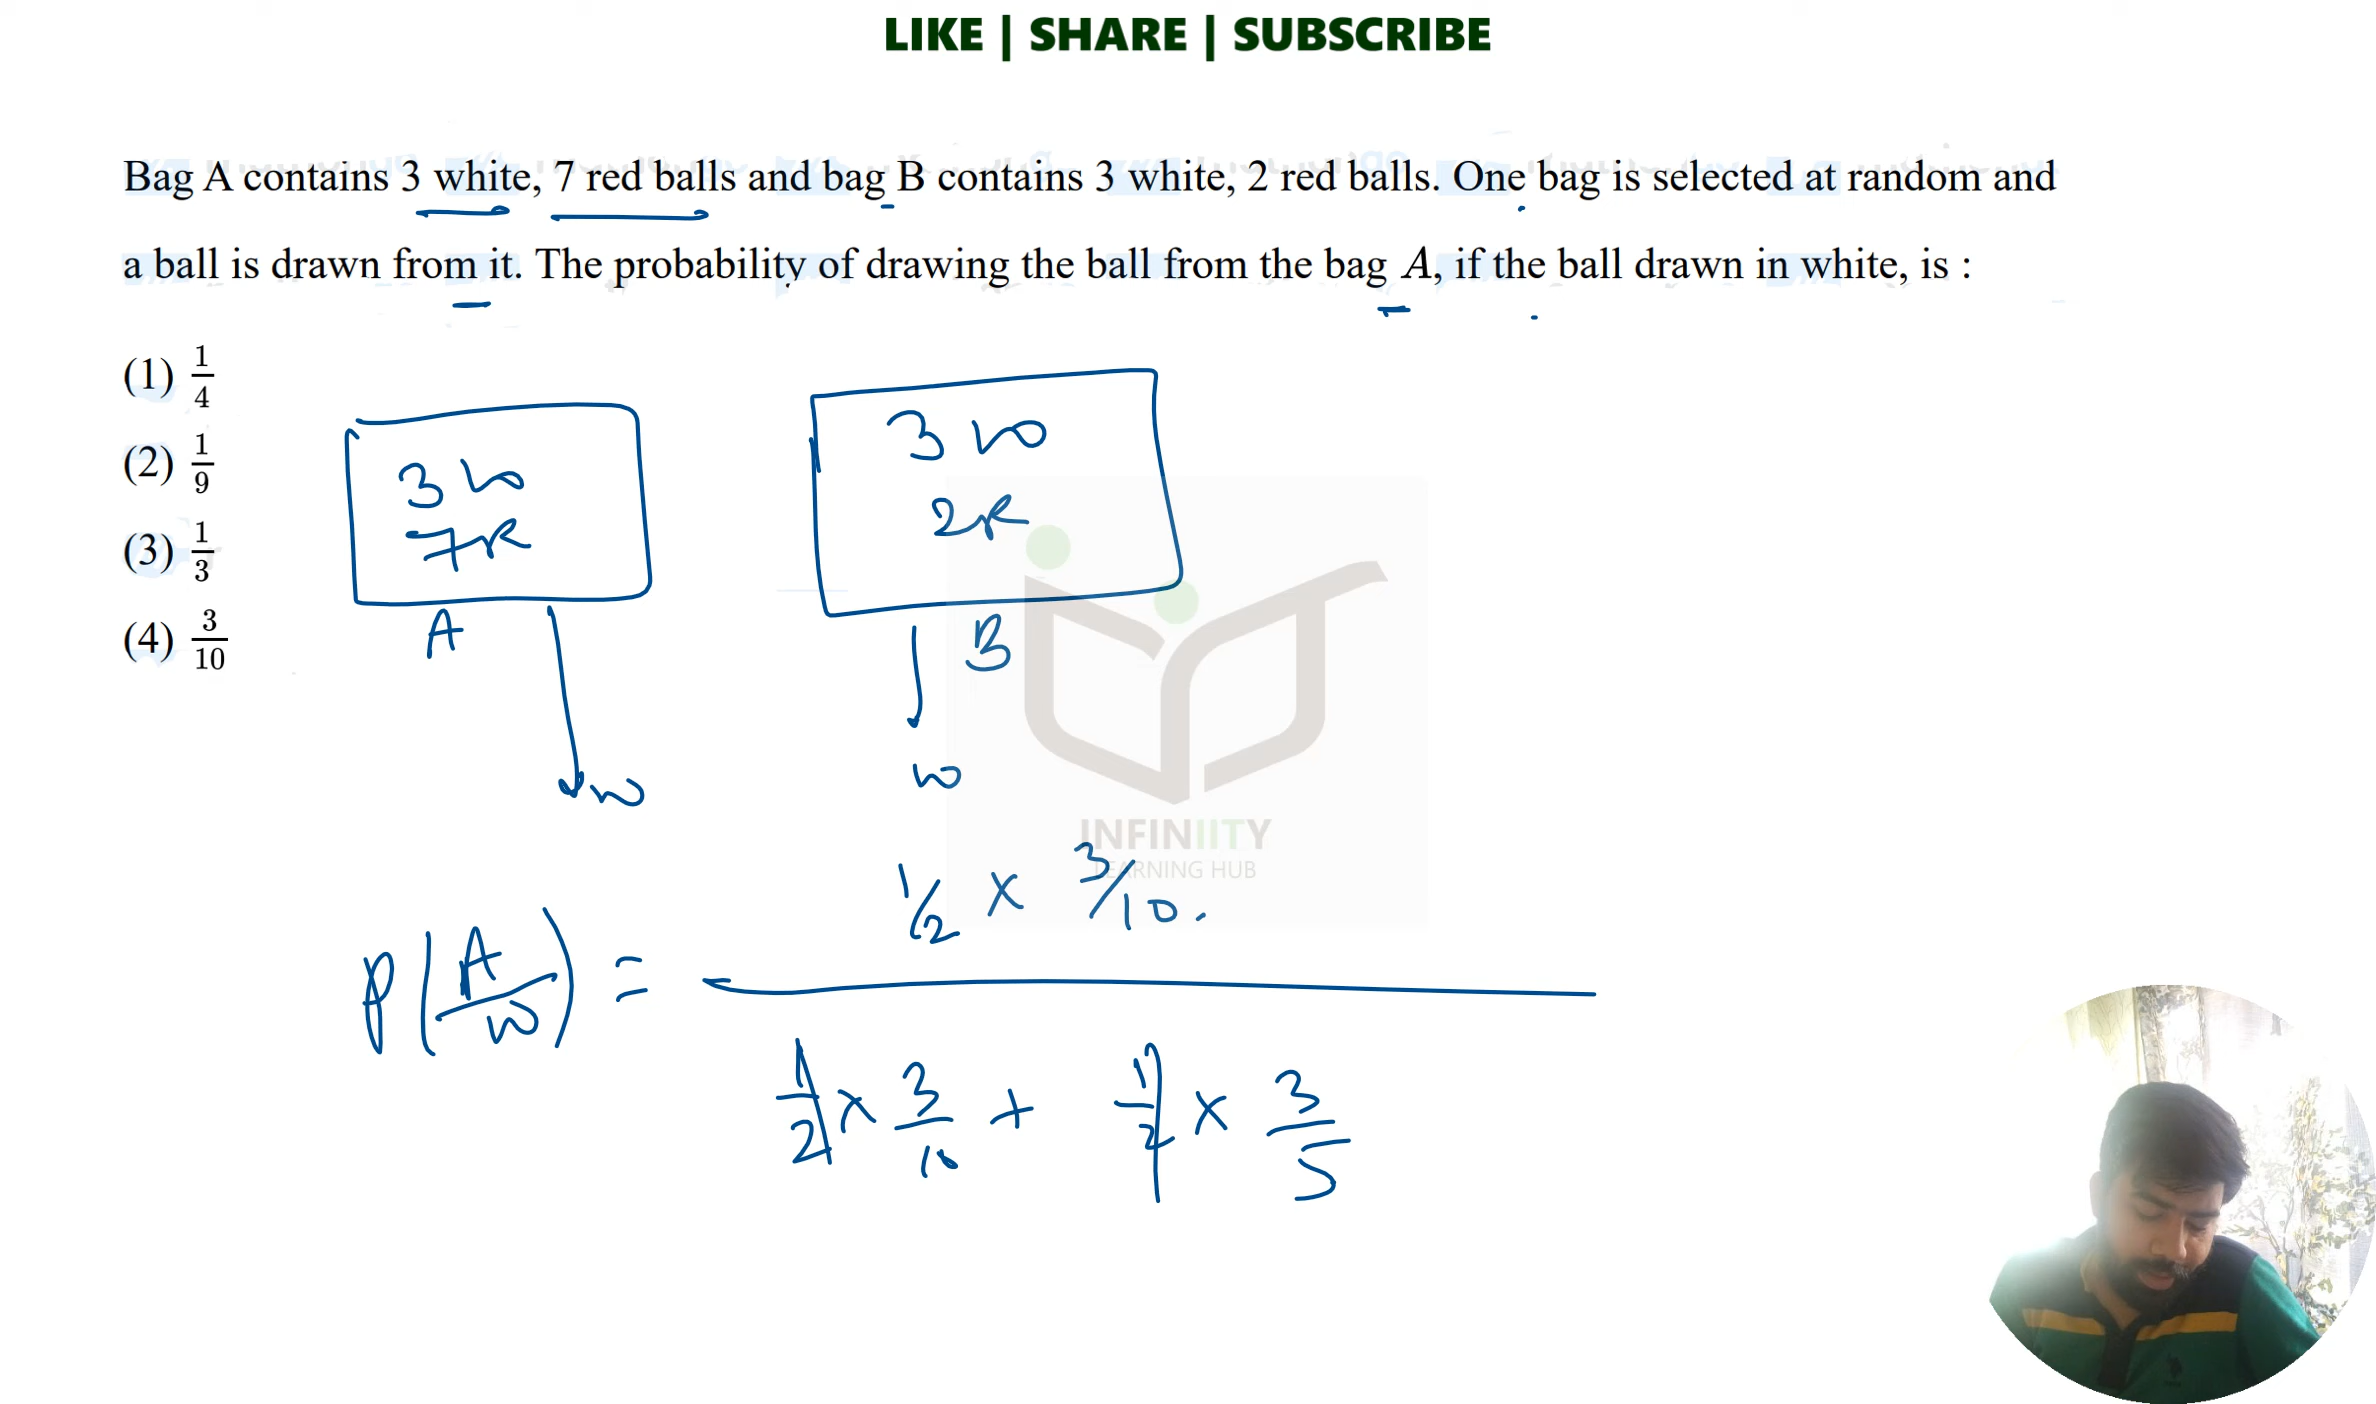 LIKE | SHARE | SUBSCRIBE
Bag A contains 3 white, 7 red balls and bag B contains 3 white, 2 red balls. One bag is selected at random and
a ball is drawn from it. The probability of drawing the ball from the bag A, if the ball drawn in white, is :
(1) 1/4
(2) 1/9
(3) 1/3
(4) 3/10
3 W
7R
A
W
3 W
2R
B
W
INFINIITY
LEARNING HUB
1/2 × 3/10.
P(A/W) =
1/2 × 3/10 + 1/2 × 3/5